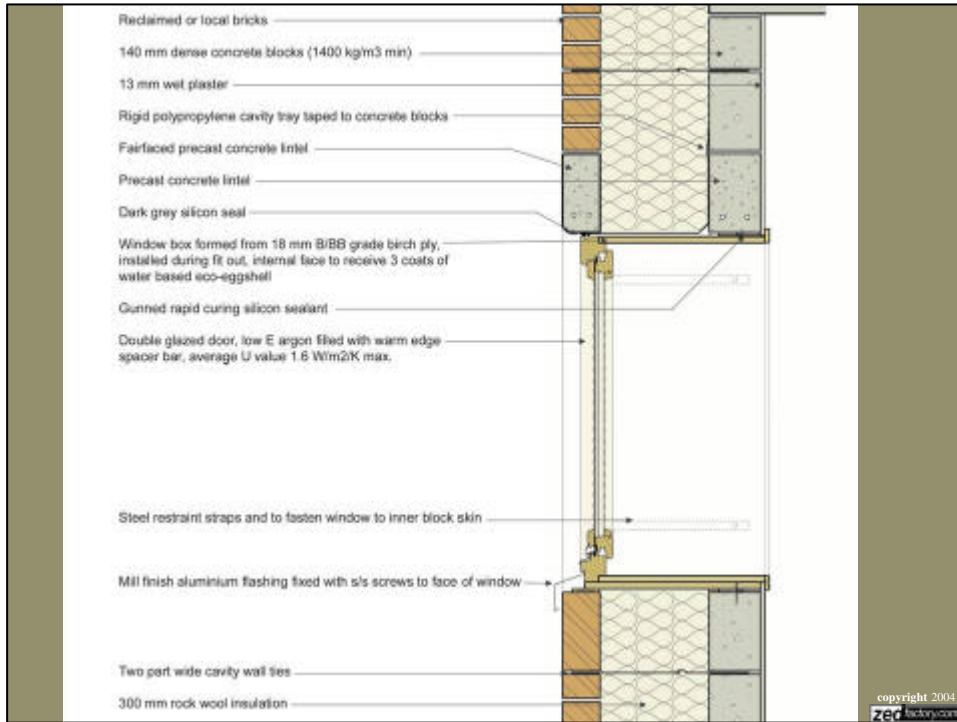 Reclaimed or local bricks
140 mm dense concrete blocks (1400 kg/m3 min)
13 mm wet plaster
Rigid polypropylene cavity tray taped to concrete blocks
Fairfaced precast concrete lintel
Precast concrete lintel
Dark grey silicon seal
Window box formed from 18 mm B/BB grade birch ply,
installed during fit out, internal face to receive 3 coats of
water based eco-eggshell
Gunned rapid curing silicon sealant
Double glazed door, low E argon filled with warm edge
spacer bar, average U value 1.6 W/m2/K max.
Steel restraint straps and to fasten window to inner block skin
Mill finish aluminium flashing fixed with s/s screws to face of window
Two part wide cavity wall ties
300 mm rock wool insulation
copyright 2004
zedfactory.com